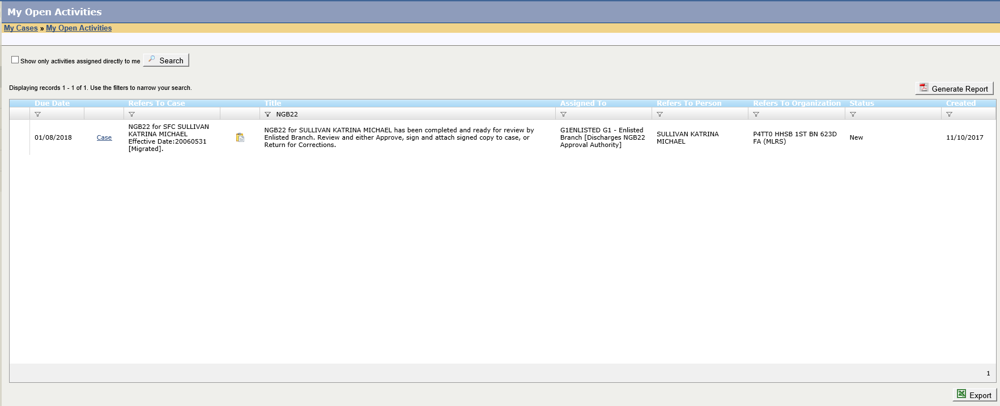 My Open Activities
My Cases » My Open Activities
Show only activities assigned directly to me Search
Displaying records 1 - 1 of 1. Use the filters to narrow your search.
Generate Report
Due Date Refers To Case Title Assigned To Refers To Person Refers To Organization Status Created
NGB22
01/08/2018
Case
NGB22 for SFC SULLIVAN
KATRINA MICHAEL
Effective Date:20060531
[Migrated].
NGB22 for SULLIVAN KATRINA MICHAEL has been completed and ready for review by
Enlisted Branch. Review and either Approve, sign and attach signed copy to case, or
Return for Corrections.
G1ENLISTED G1 - Enlisted
Branch [Discharges NGB22
Approval Authority]
SULLIVAN KATRINA
MICHAEL
P4TT0 HHSB 1ST BN 623D
FA (MLRS)
New
11/10/2017
1
Export